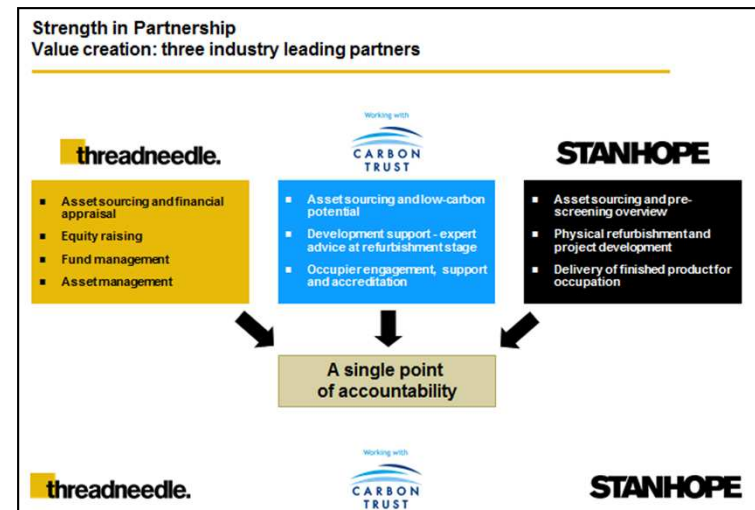 Strength in Partnership
Value creation: three industry leading partners
Working with
CARBON
TRUST
threadneedle.
STANHOPE
Asset sourcing and financial
appraisal
Equity raising
Fund management
Asset management
Asset sourcing and low-carbon
potential
Development support - expert
advice at refurbishment stage
Occupier engagement, support
and accreditation
Asset sourcing and pre-
screening overview
Physical refurbishment and
project development
Delivery of finished product for
occupation
A single point
of accountability
threadneedle.
Working with
CARBON
TRUST
STANHOPE